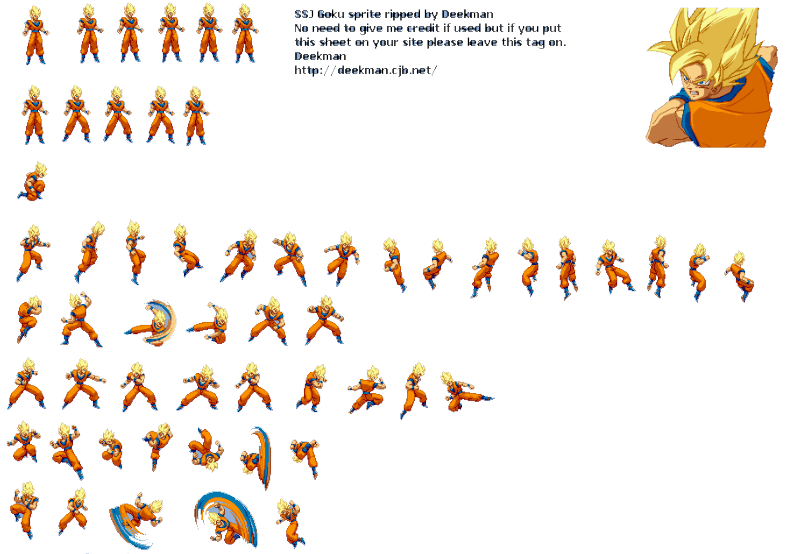 SSJ Goku sprite ripped by Deekman
No need to give me credit if used but if you put
this sheet on your site please leave this tag on.
Deekman
http://deekman.cjb.net/